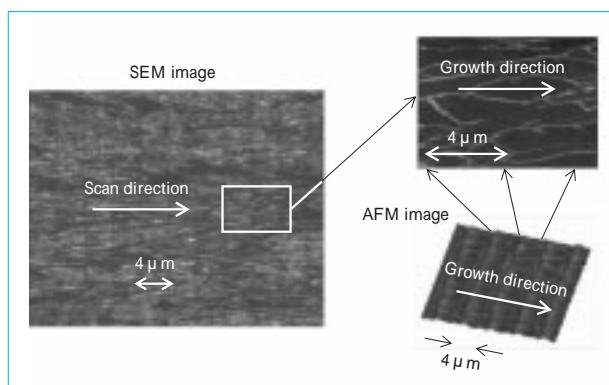 SEM image
Scan direction
4 µ m
Growth direction
4 µ m
AFM image
Growth direction
4 µ m